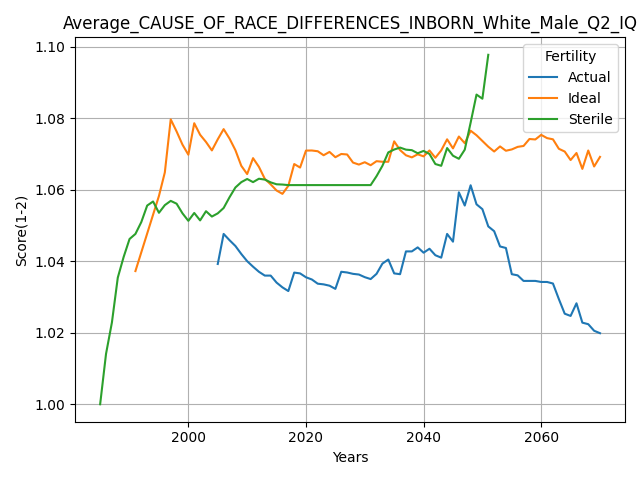 Average_CAUSE_OF_RACE_DIFFERENCES_INBORN_White_Male_Q2_IQ
1.10
1.08
1.06
1.04
1.02
1.00
Score(1-2)
Fertility
Actual
Ideal
Sterile
2000
2020
2040
2060
Years